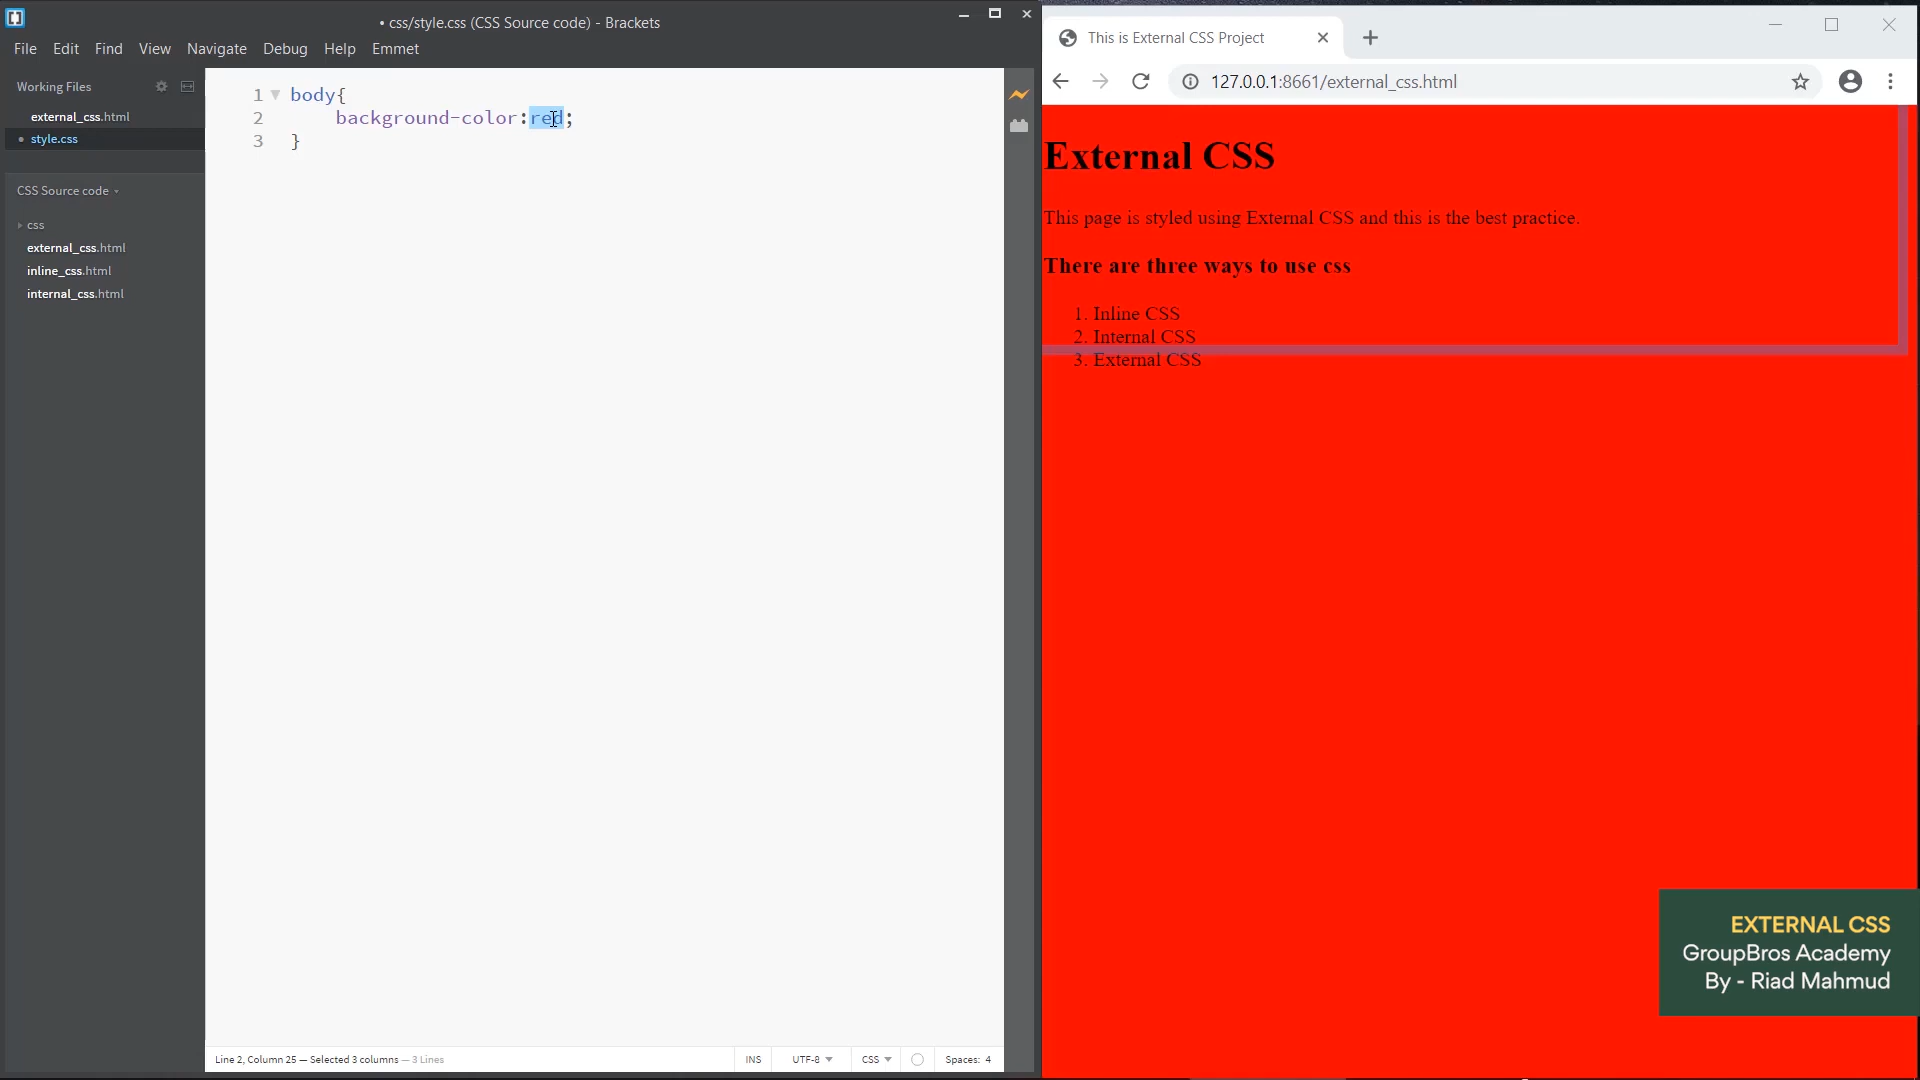 • css/style.css (CSS Source code) - Brackets
File Edit Find View Navigate Debug Help Emmet
Working Files
external_css.html
• style.css
CSS Source code
css
external_css.html
inline_css.html
internal_css.html
1 body{
2 background-color:red;
3 }
Line 2, Column 25 — Selected 3 columns — 3 Lines
INS UTF-8 CSS Spaces: 4
This is External CSS Project
127.0.0.1:8661/external_css.html
External CSS
This page is styled using External CSS and this is the best practice.
There are three ways to use css
1. Inline CSS
2. Internal CSS
3. External CSS
EXTERNAL CSS
GroupBros Academy
By - Riad Mahmud